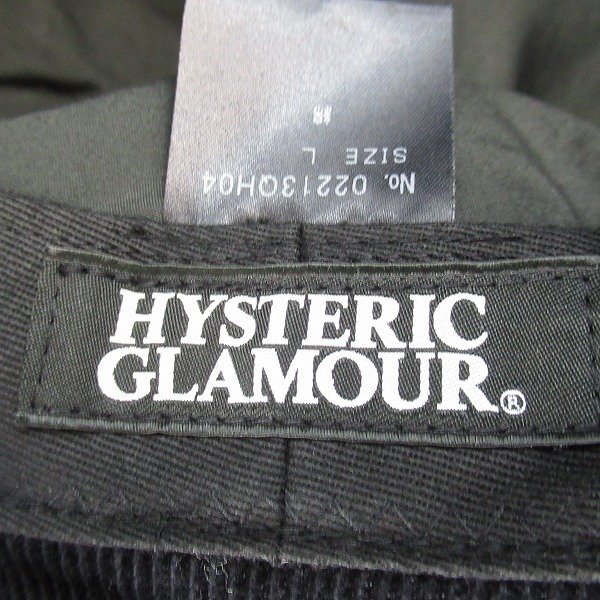 No. 02213QH04
SIZE L
HYSTERIC
GLAMOUR®